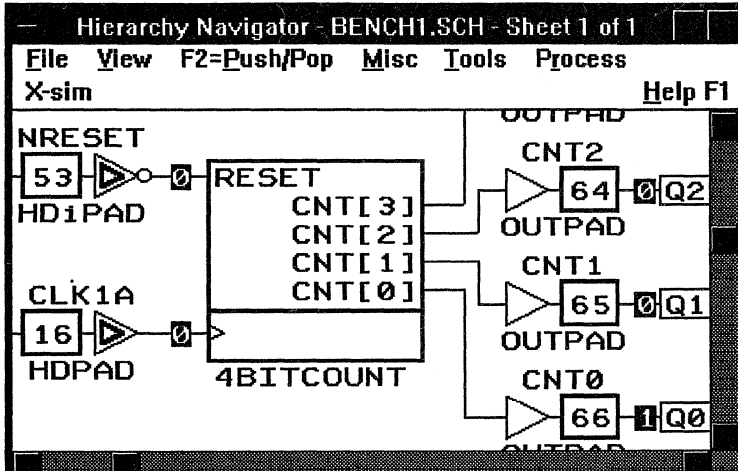 Hierarchy Navigator - BENCH1.SCH - Sheet 1 of 1
File View F2=Push/Pop Misc Tools Process
X-sim Help F1
OUTPAD
NRESET
53
HDiPAD
0
RESET
CNT[3]
CNT[2]
CNT[1]
CNT[0]
CLK1A
16
HDPAD
0
4BITCOUNT
CNT2
64
0
Q2
OUTPAD
CNT1
65
0
Q1
OUTPAD
CNT0
66
1
Q0
OUTPAD